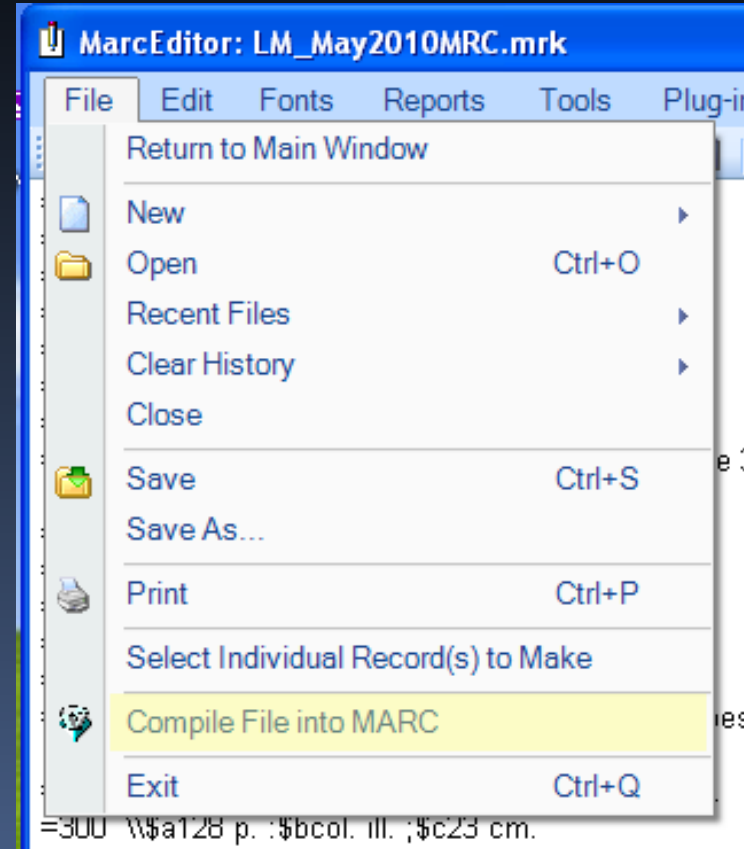 MarcEditor: LM_May2010MRC.mrk
File Edit Fonts Reports Tools
Return to Main Window
New
Open Ctrl+O
Recent Files
Clear History
Close
Save Ctrl+S
Save As...
Print Ctrl+P
Select Individual Record(s) to Make
Compile File into MARC
Exit Ctrl+Q
=300 \\$a128 p. :$bcol. ill. ;$c23 cm.